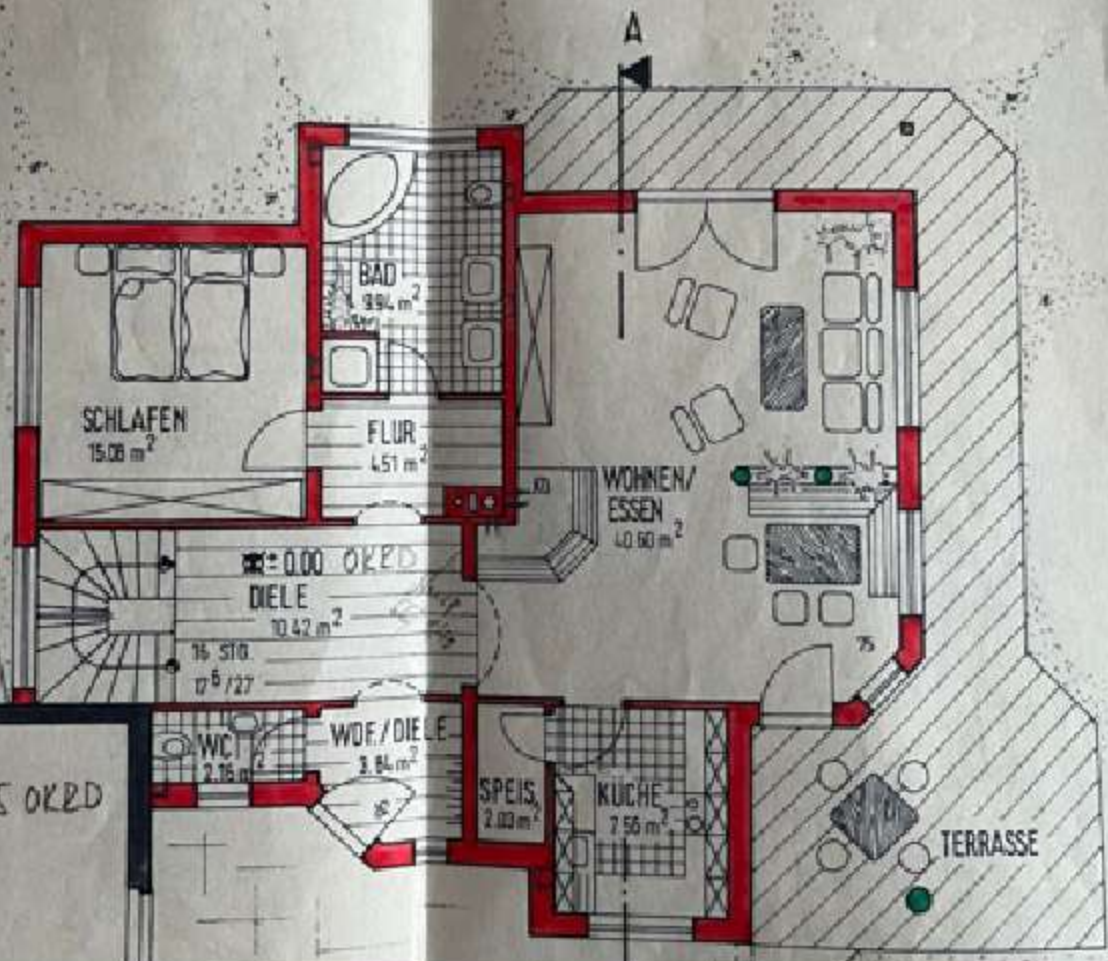 A
BAD
9.94 m²
SCHLAFEN
15.08 m²
FLUR
4.51 m²
WOHNEN/
ESSEN
40.60 m²
± 0.00 OKRD
DIELE
10.42 m²
16 STG.
17⁶/27
75
WC
2.16 m²
WDF./DIELE
3.84 m²
SPEIS.
2.03 m²
KÜCHE
7.56 m²
TERRASSE
OKRD